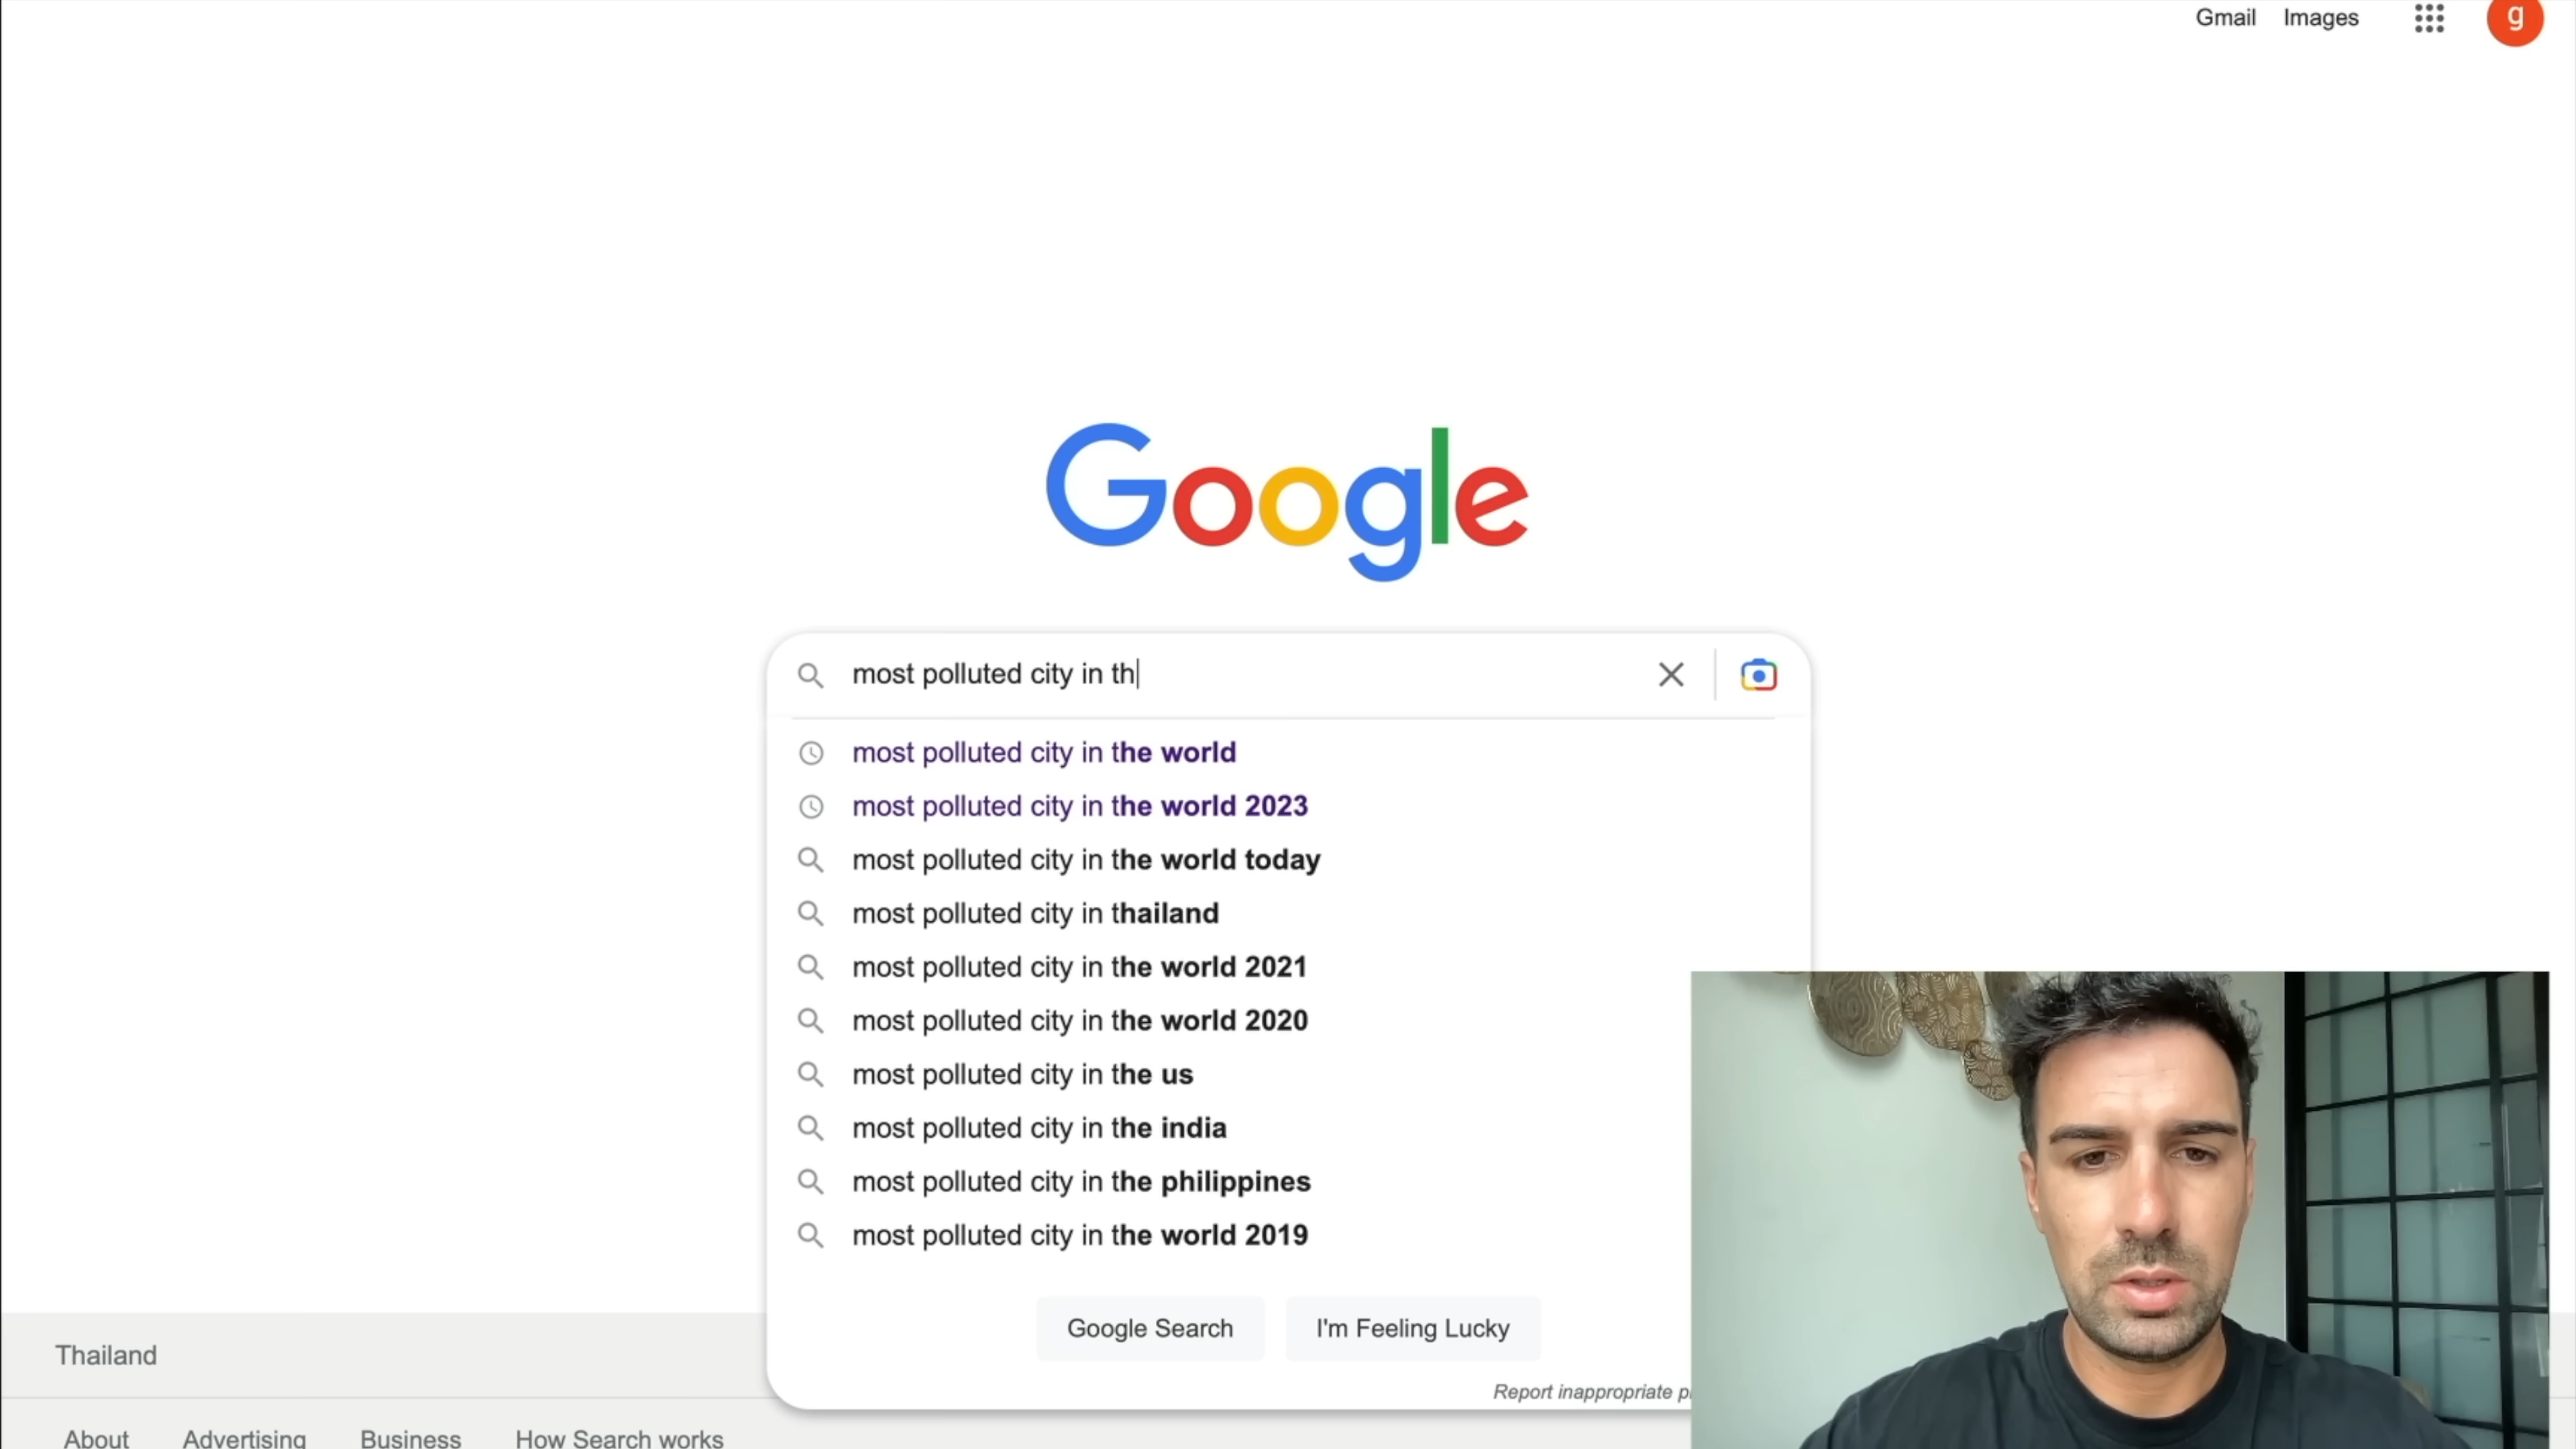 Gmail Images
g
Google
most polluted city in th
most polluted city in the world
most polluted city in the world 2023
most polluted city in the world today
most polluted city in thailand
most polluted city in the world 2021
most polluted city in the world 2020
most polluted city in the us
most polluted city in the india
most polluted city in the philippines
most polluted city in the world 2019
Google Search I'm Feeling Lucky
Report inappropriate
Thailand
About Advertising Business How Search works